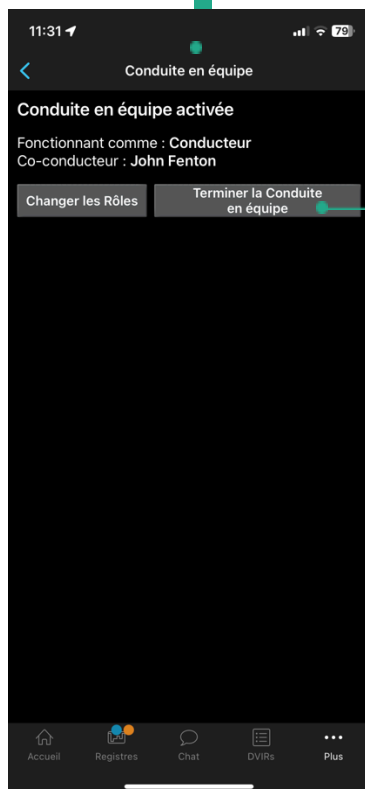 11:31
79
Conduite en équipe
Conduite en équipe activée
Fonctionnant comme : Conducteur
Co-conducteur : John Fenton
Changer les Rôles
Terminer la Conduite
en équipe
Accueil
Registres
Chat
DVIRs
Plus